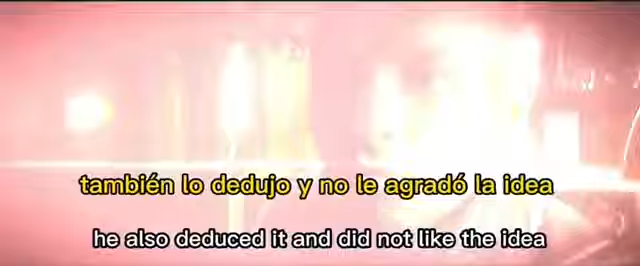 también lo dedujo y no le agradó la idea
he also deduced it and did not like the idea